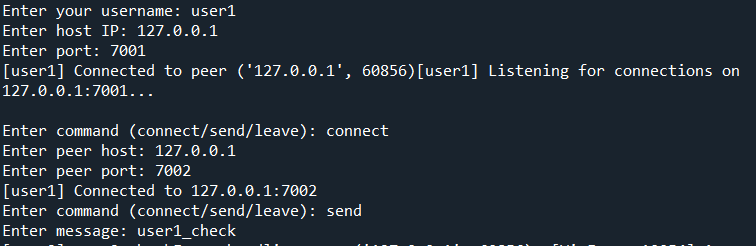 Enter your username: user1
Enter host IP: 127.0.0.1
Enter port: 7001
[user1] Connected to peer ('127.0.0.1', 60856)[user1] Listening for connections on
127.0.0.1:7001...
Enter command (connect/send/leave): connect
Enter peer host: 127.0.0.1
Enter peer port: 7002
[user1] Connected to 127.0.0.1:7002
Enter command (connect/send/leave): send
Enter message: user1_check